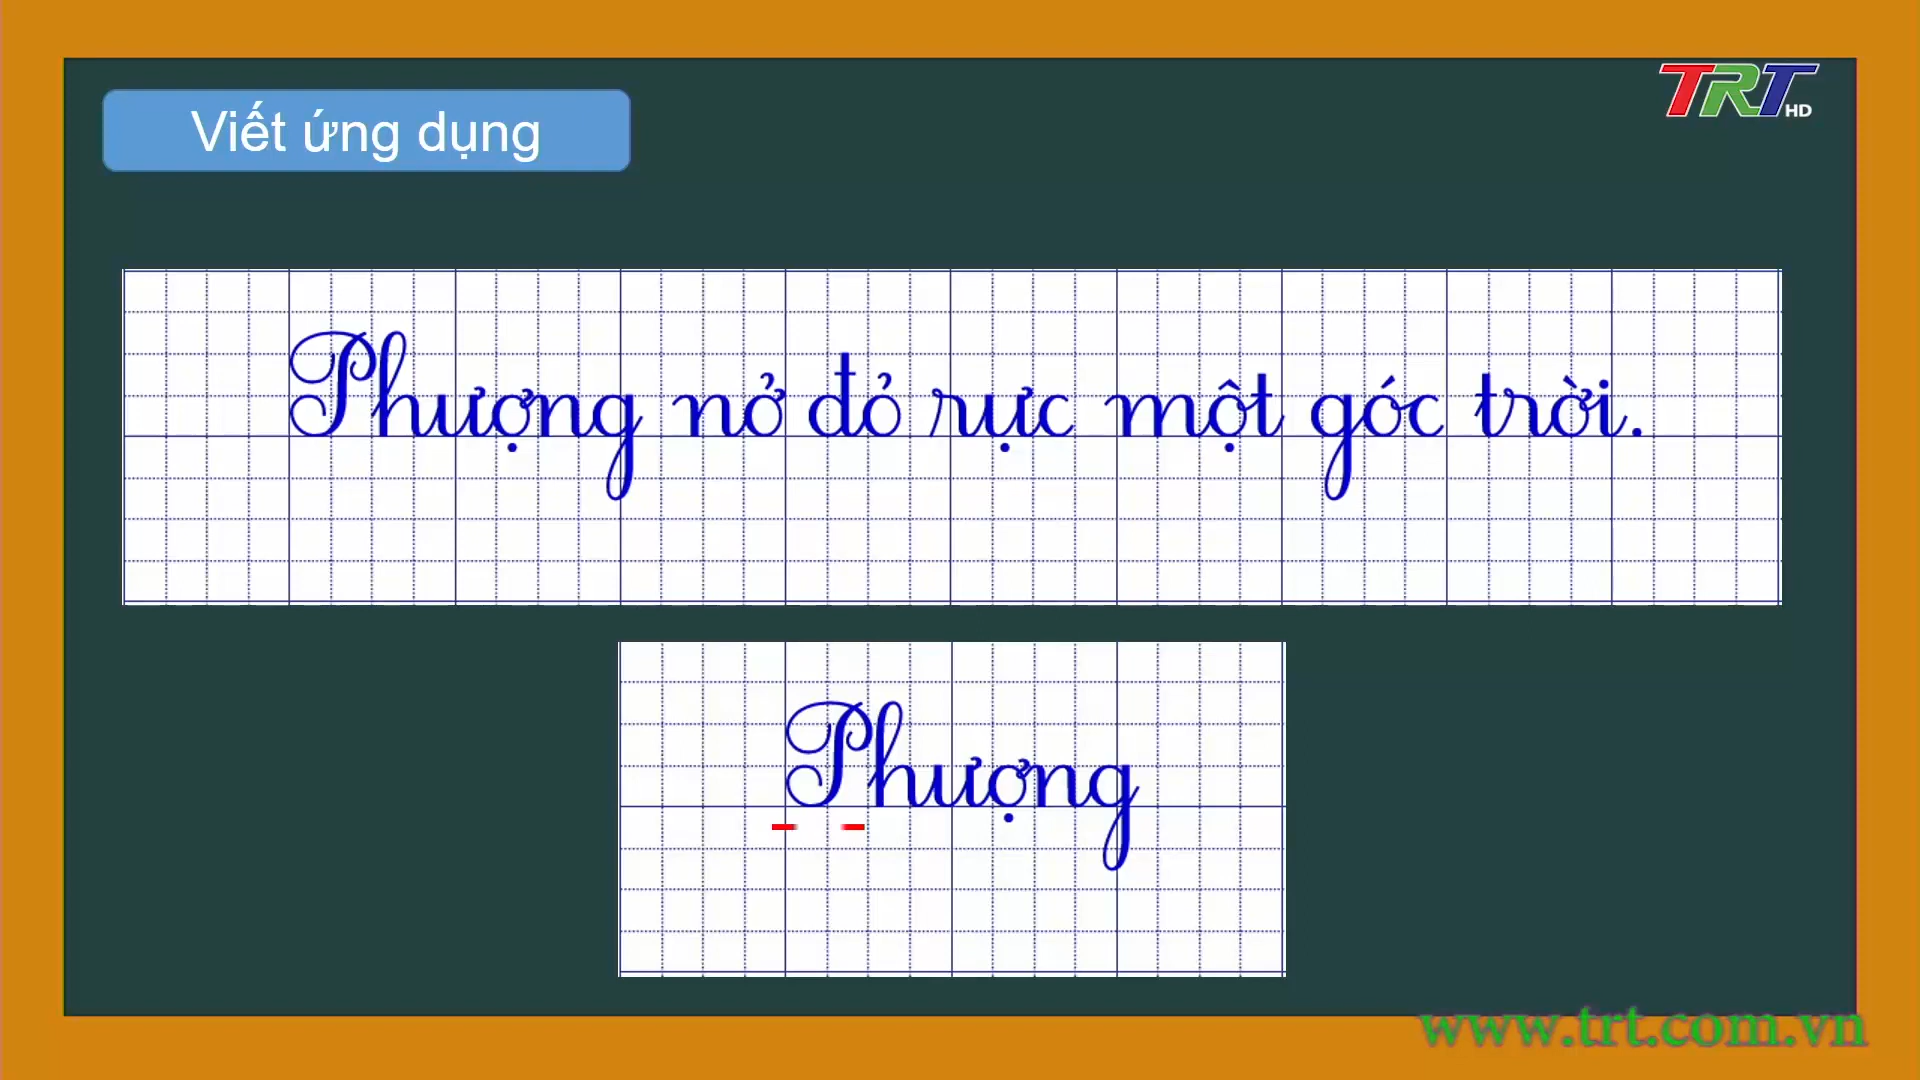 TRT HD
Viết ứng dụng
Phượng nở đỏ rực một góc trời.
Phượng
www.trt.com.vn